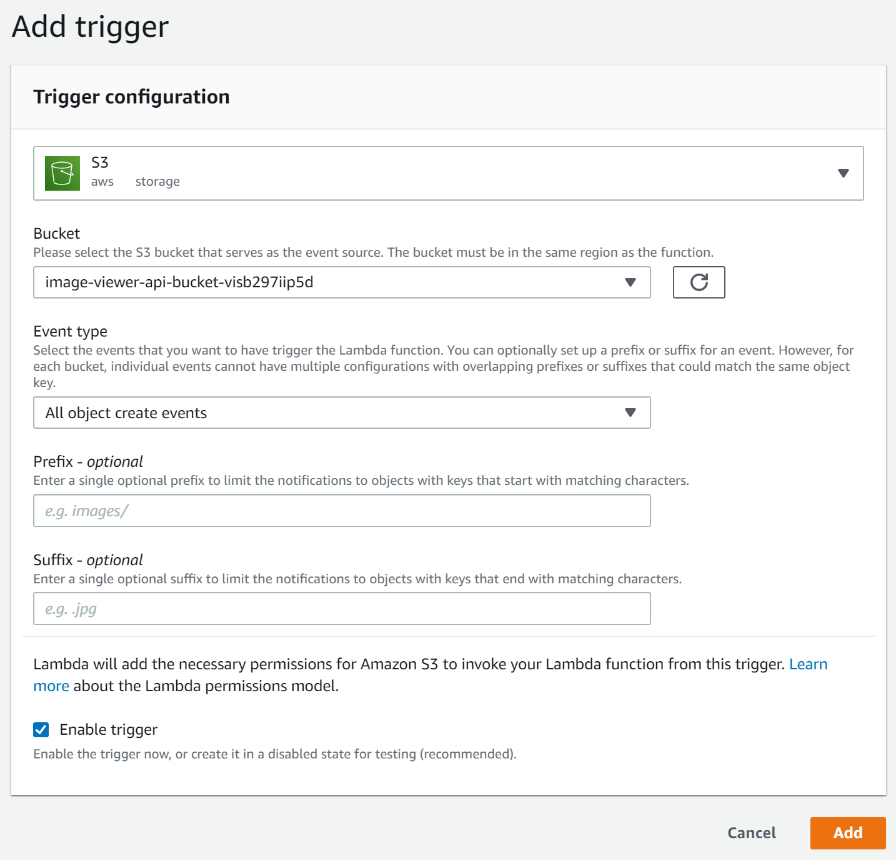 Add trigger
Trigger configuration
S3
aws storage
Bucket
Please select the S3 bucket that serves as the event source. The bucket must be in the same region as the function.
image-viewer-api-bucket-visb297iip5d
Event type
Select the events that you want to have trigger the Lambda function. You can optionally set up a prefix or suffix for an event. However, for
each bucket, individual events cannot have multiple configurations with overlapping prefixes or suffixes that could match the same object
key.
All object create events
Prefix - optional
Enter a single optional prefix to limit the notifications to objects with keys that start with matching characters.
e.g. images/
Suffix - optional
Enter a single optional suffix to limit the notifications to objects with keys that end with matching characters.
e.g. .jpg
Lambda will add the necessary permissions for Amazon S3 to invoke your Lambda function from this trigger. Learn
more about the Lambda permissions model.
Enable trigger
Enable the trigger now, or create it in a disabled state for testing (recommended).
Cancel Add